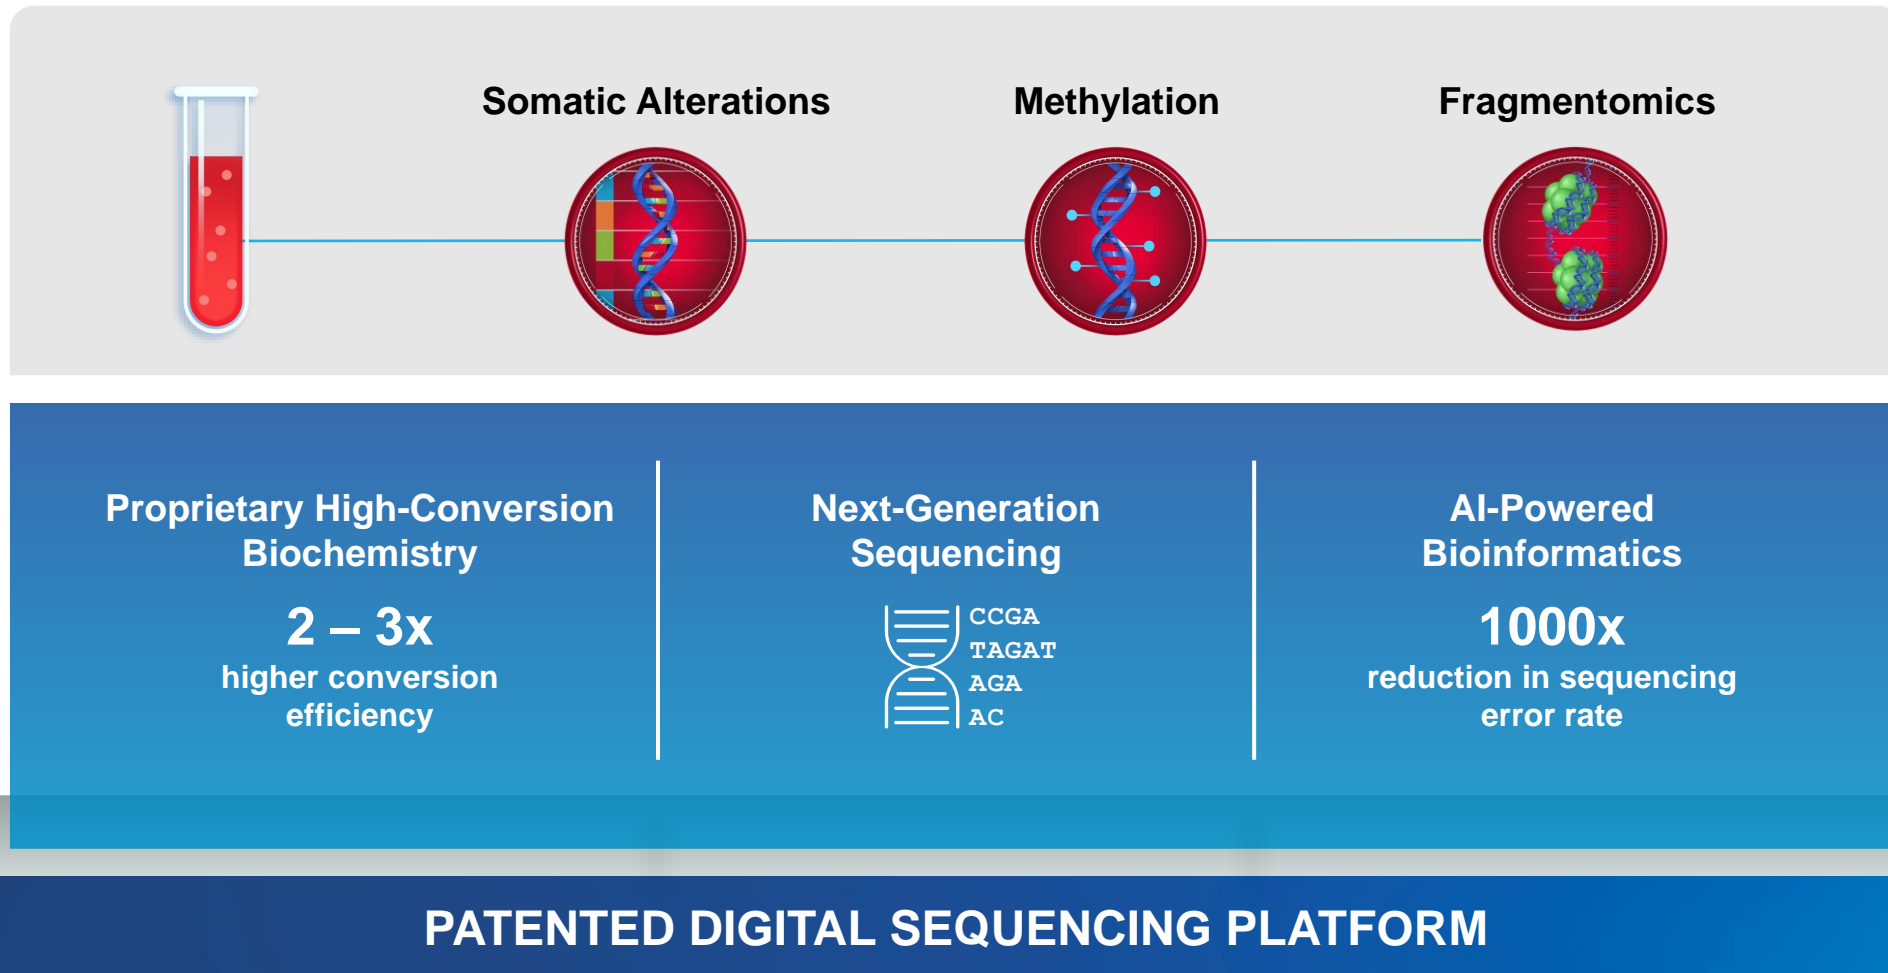 Somatic Alterations
Methylation
Fragmentomics
Proprietary High-Conversion
Biochemistry
2 – 3x
higher conversion
efficiency
Next-Generation
Sequencing
CCGA
TAGAT
AGA
AC
AI-Powered
Bioinformatics
1000x
reduction in sequencing
error rate
PATENTED DIGITAL SEQUENCING PLATFORM